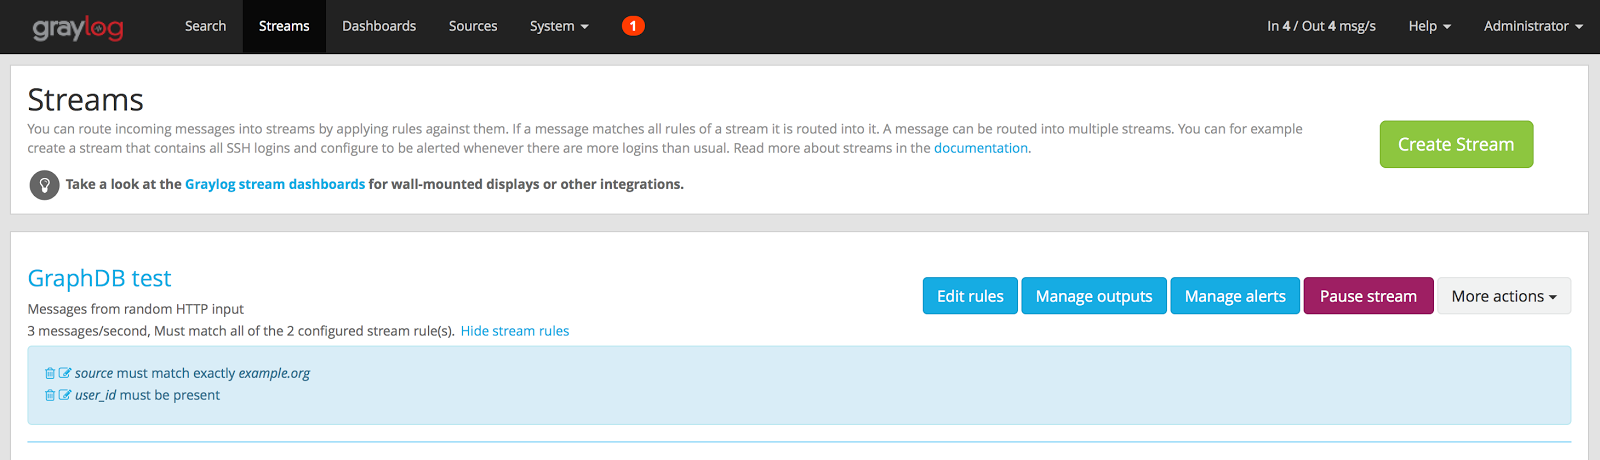 graylog Search Streams Dashboards Sources System 1 In 4 / Out 4 msg/s Help Administrator
Streams
You can route incoming messages into streams by applying rules against them. If a message matches all rules of a stream it is routed into it. A message can be routed into multiple streams. You can for example
create a stream that contains all SSH logins and configure to be alerted whenever there are more logins than usual. Read more about streams in the documentation.
Create Stream
Take a look at the Graylog stream dashboards for wall-mounted displays or other integrations.
GraphDB test
Edit rules Manage outputs Manage alerts Pause stream More actions
Messages from random HTTP input
3 messages/second, Must match all of the 2 configured stream rule(s). Hide stream rules
source must match exactly example.org
user_id must be present